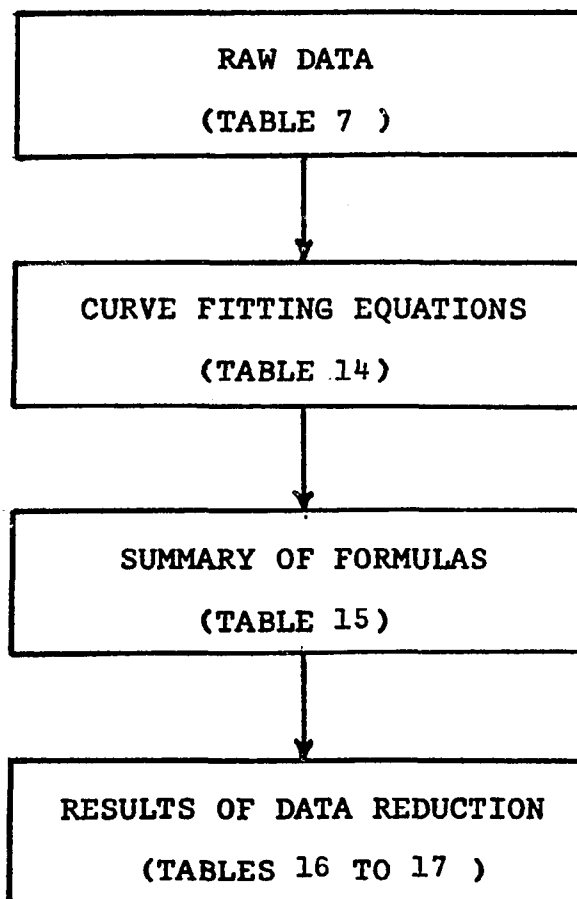 RAW DATA
(TABLE 7 )
CURVE FITTING EQUATIONS
(TABLE 14)
SUMMARY OF FORMULAS
(TABLE 15)
RESULTS OF DATA REDUCTION
(TABLES 16 TO 17 )